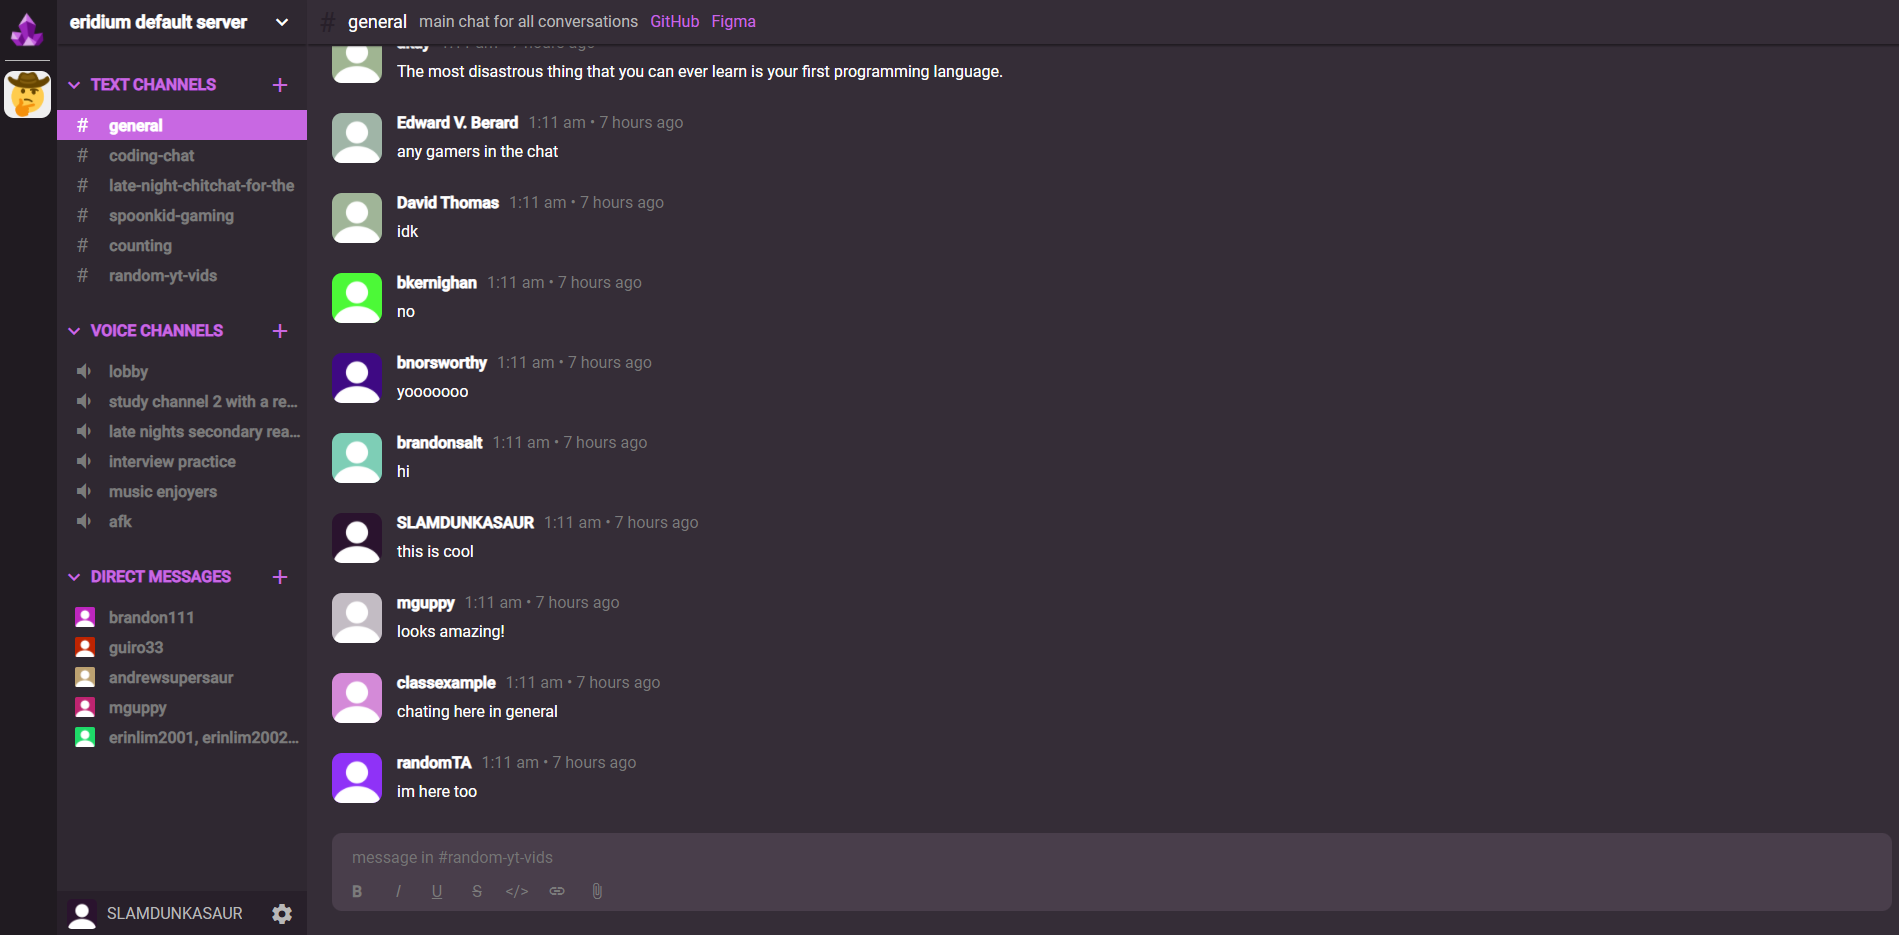 eridium default server
TEXT CHANNELS
# general
# coding-chat
# late-night-chitchat-for-the
# spoonkid-gaming
# counting
# random-yt-vids
VOICE CHANNELS
lobby
study channel 2 with a re...
late nights secondary rea...
interview practice
music enjoyers
afk
DIRECT MESSAGES
brandon111
guiro33
andrewsupersaur
mguppy
erinlim2001, erinlim2002...
SLAMDUNKASAUR
# general main chat for all conversations GitHub Figma
1:11 am • 7 hours ago
The most disastrous thing that you can ever learn is your first programming language.
Edward V. Berard 1:11 am • 7 hours ago
any gamers in the chat
David Thomas 1:11 am • 7 hours ago
idk
bkernighan 1:11 am • 7 hours ago
no
bnorsworthy 1:11 am • 7 hours ago
yooooooo
brandonsalt 1:11 am • 7 hours ago
hi
SLAMDUNKASAUR 1:11 am • 7 hours ago
this is cool
mguppy 1:11 am • 7 hours ago
looks amazing!
classexample 1:11 am • 7 hours ago
chating here in general
randomTA 1:11 am • 7 hours ago
im here too
message in #random-yt-vids
B I U S </>